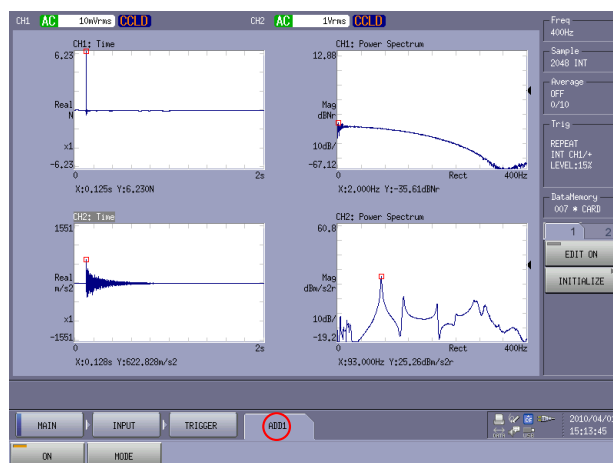 CH1 AC 10mVrms CCLD CH2 AC 1Vrms CCLD
Freq
400Hz
Sample
2048 INT
Average
OFF
0/10
Trig
REPEAT
INT CH1/+
LEVEL:15%
DataMemory
007 * CARD
1 2
EDIT ON
INITIALIZE
CH1: Time
6.23
Real
N
x1
-6.23
0 2s
X:0.125s Y:6.230N
CH1: Power Spectrum
12.88
Mag
dBNr
10dB/
-67.12
0 Rect 400Hz
X:2.000Hz Y:-35.61dBNr
CH2: Time
1551
Real
m/s2
x1
-1551
0 2s
X:0.128s Y:622.828m/s2
CH2: Power Spectrum
60.8
Mag
dBm/s2r
10dB/
-19.2
0 Rect 400Hz
X:93.000Hz Y:25.26dBm/s2r
MAIN INPUT TRIGGER ADD1
DATA USB
2010/04/01
15:13:45
ON MODE